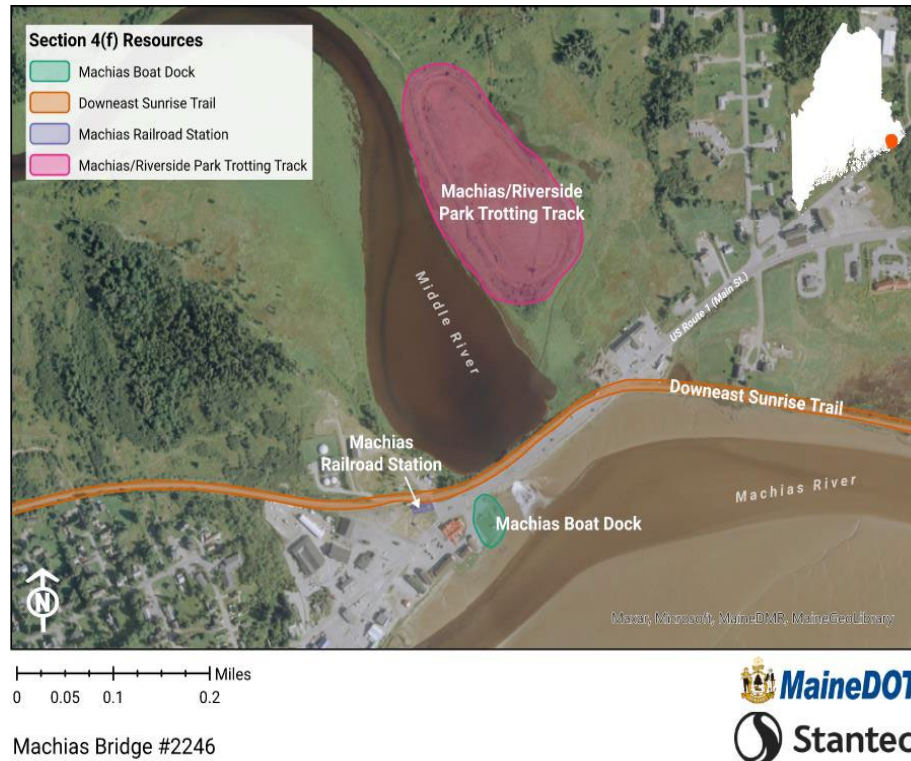 Section 4(f) Resources
Machias Boat Dock
Downeast Sunrise Trail
Machias Railroad Station
Machias/Riverside Park Trotting Track
Machias/Riverside
Park Trotting Track
Middle River
US Route 1 (Main St.)
Downeast Sunrise Trail
Machias
Railroad Station
Machias River
Machias Boat Dock
N
Maxar, Microsoft, MaineDMR, MaineGeoLibrary
Miles
0 0.05 0.1 0.2
MaineDOT
Machias Bridge #2246
Stantec